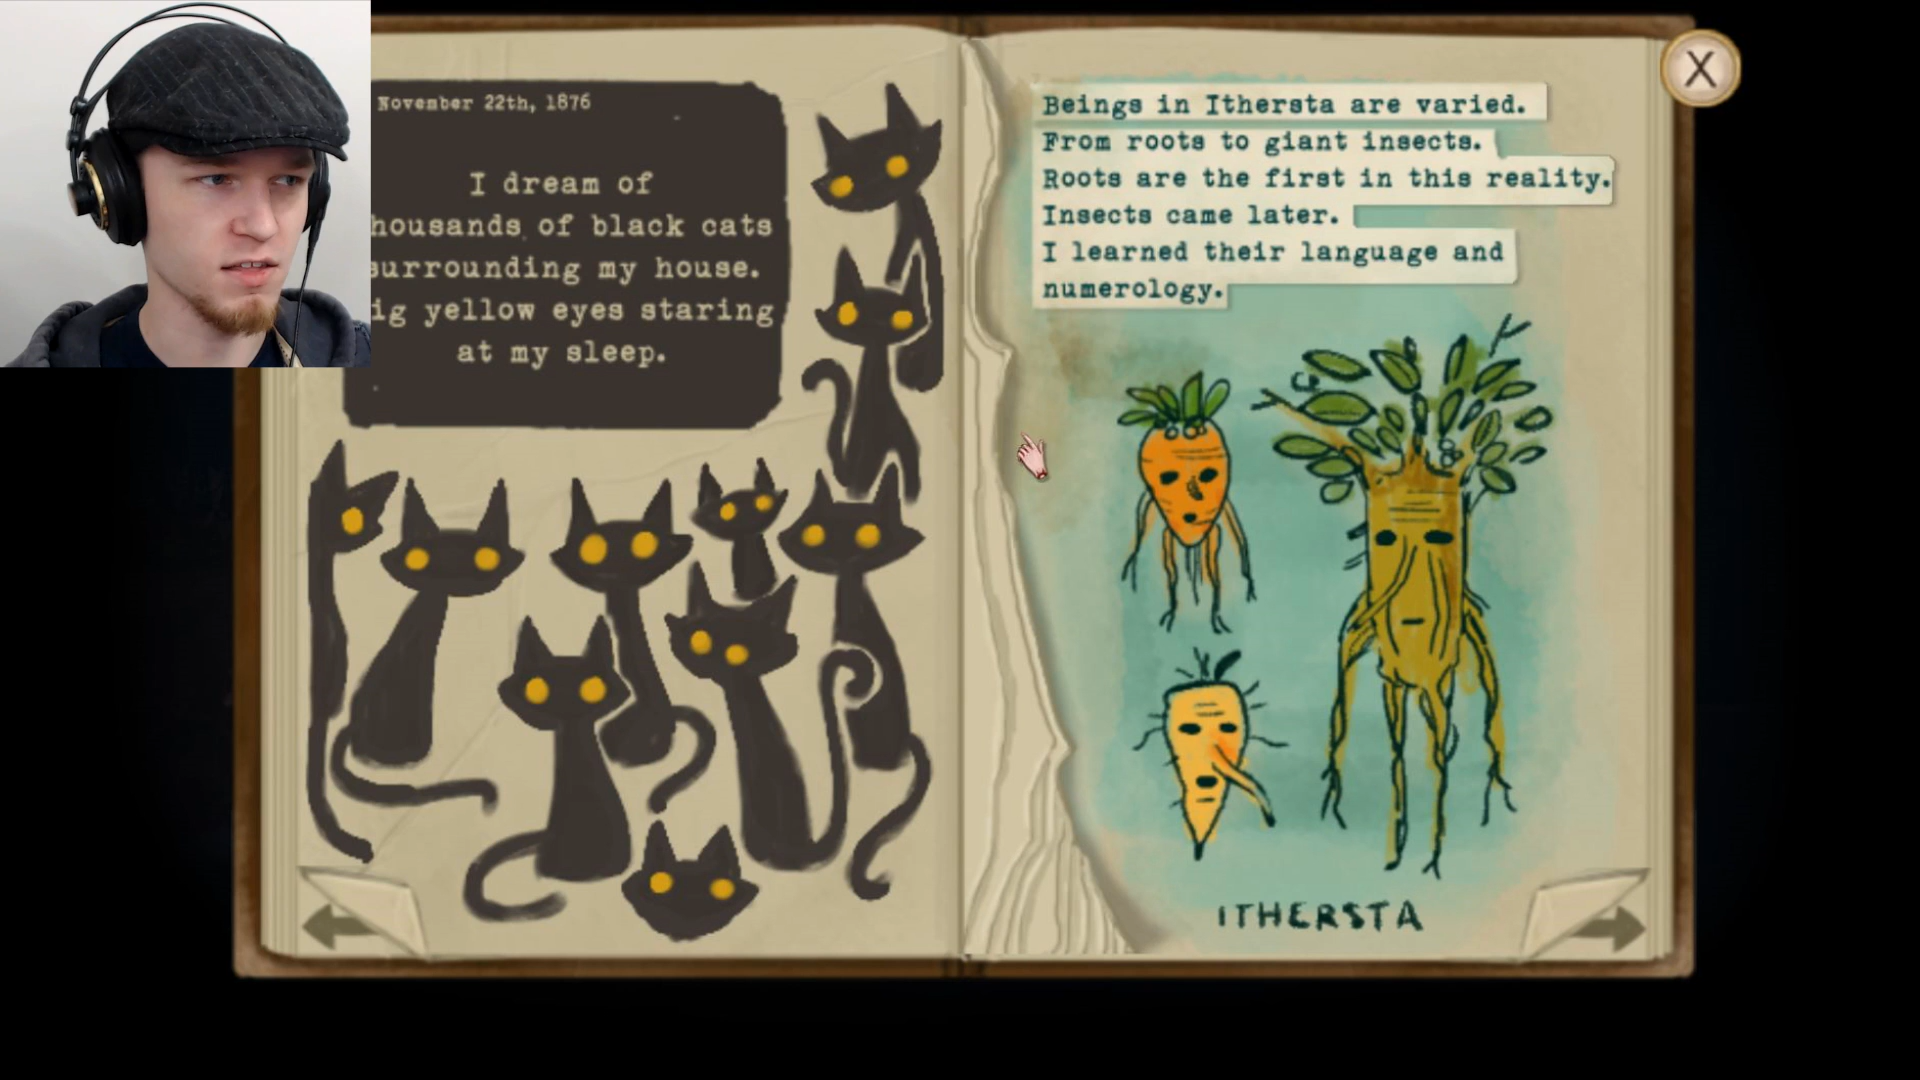 November 22th, 1876
I dream of
housands of black cats
surrounding my house.
ig yellow eyes staring
at my sleep.
Beings in Ithersta are varied.
From roots to giant insects.
Roots are the first in this reality.
Insects came later.
I learned their language and
numerology.
ITHERSTA
X